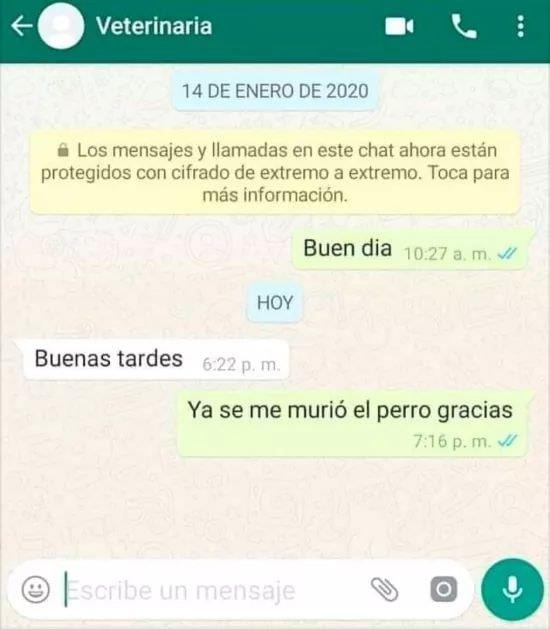 Veterinaria
14 DE ENERO DE 2020
Los mensajes y llamadas en este chat ahora están
protegidos con cifrado de extremo a extremo. Toca para
más información.
Buen dia 10:27 a. m.
HOY
Buenas tardes 6:22 p. m.
Ya se me murió el perro gracias
7:16 p. m.
Escribe un mensaje